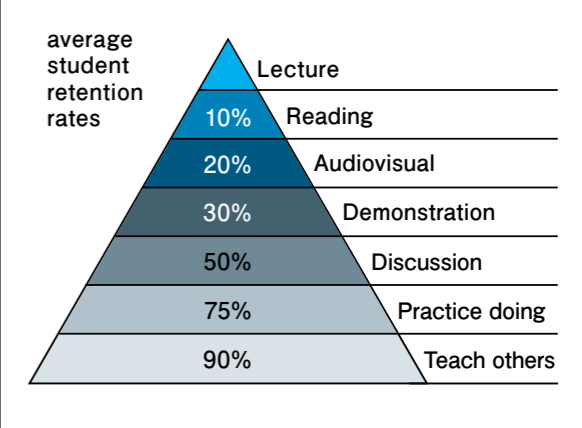 average
student
retention
rates
Lecture
10% Reading
20% Audiovisual
30% Demonstration
50% Discussion
75% Practice doing
90% Teach others